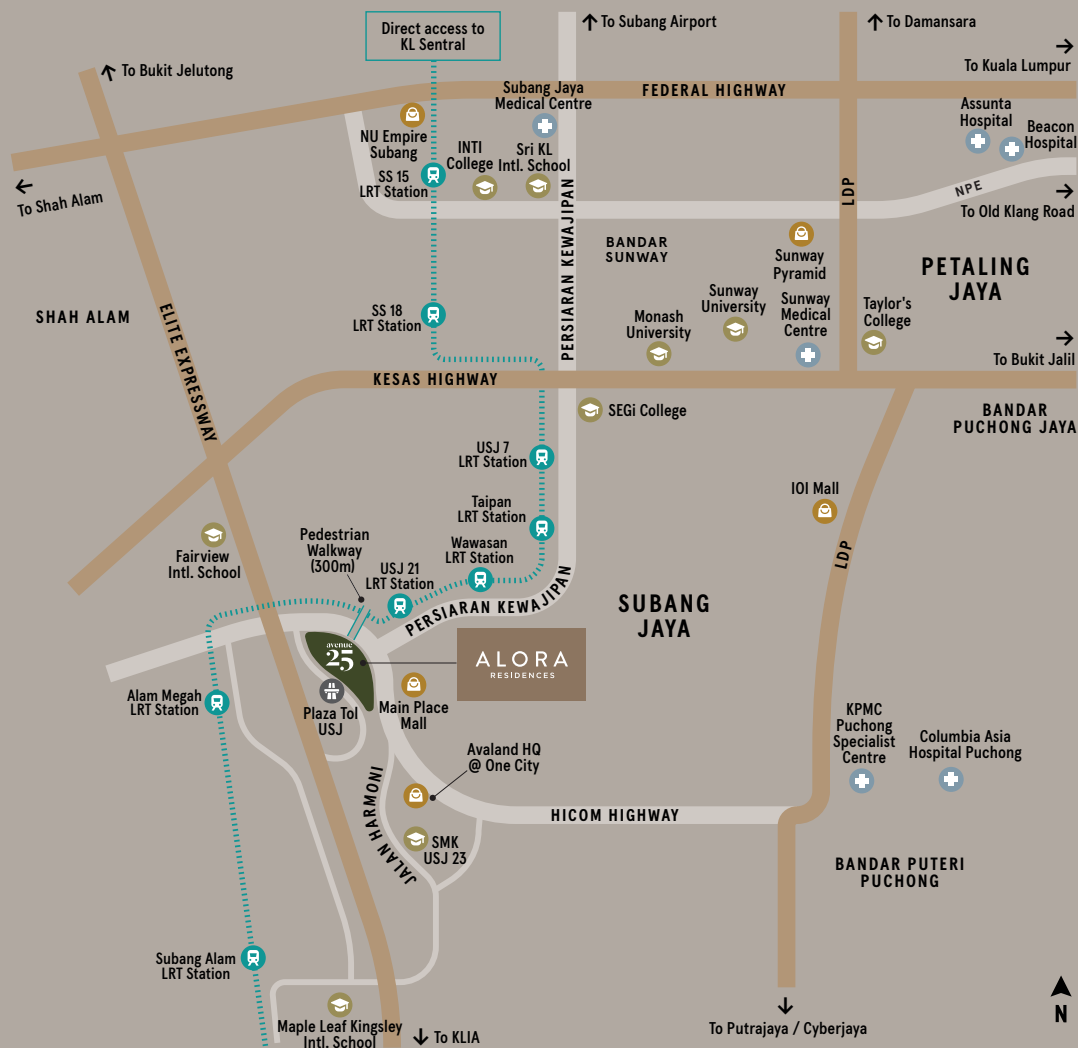 Direct access to
KL Sentral
To Subang Airport
To Damansara
To Bukit Jelutong
To Kuala Lumpur
Subang Jaya
Medical Centre
FEDERAL HIGHWAY
Assunta
Hospital
Beacon
Hospital
NU Empire
Subang
INTI
College
Sri KL
Intl. School
SS 15
LRT Station
To Shah Alam
PERSIARAN KEWAJIPAN
LDP
NPE
To Old Klang Road
BANDAR
SUNWAY
Sunway
Pyramid
PETALING
JAYA
SHAH ALAM
ELITE EXPRESSWAY
SS 18
LRT Station
Monash
University
Sunway
University
Sunway
Medical
Centre
Taylor's
College
To Bukit Jalil
KESAS HIGHWAY
SEGi College
BANDAR
PUCHONG JAYA
USJ 7
LRT Station
IOI Mall
Taipan
LRT Station
LDP
Fairview
Intl. School
Pedestrian
Walkway
(300m)
Wawasan
LRT Station
USJ 21
LRT Station
PERSIARAN KEWAJIPAN
SUBANG
JAYA
avenue
25
ALORA
RESIDENCES
Alam Megah
LRT Station
Plaza Tol
USJ
Main Place
Mall
KPMC
Puchong
Specialist
Centre
Columbia Asia
Hospital Puchong
Avaland HQ
@ One City
JALAN HARMONI
HICOM HIGHWAY
SMK
USJ 23
BANDAR PUTERI
PUCHONG
Subang Alam
LRT Station
Maple Leaf Kingsley
Intl. School
To KLIA
To Putrajaya / Cyberjaya
N